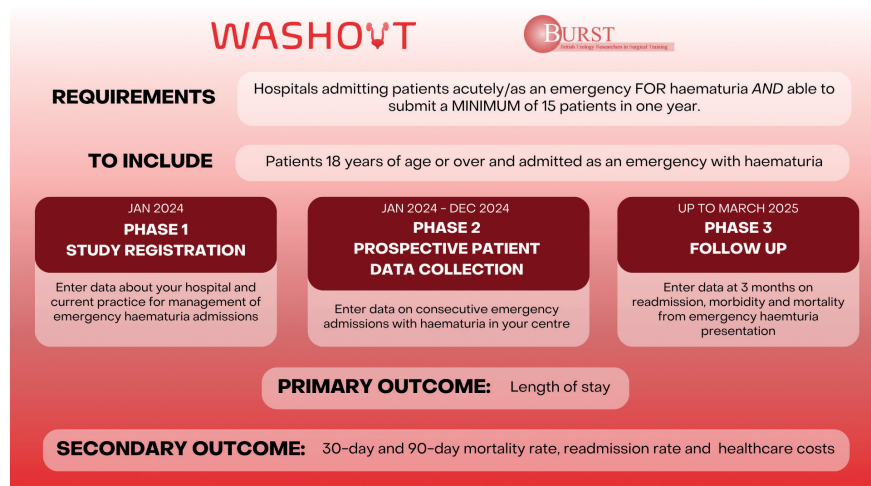 WASHOUT
BURST
British Urology Researchers in Surgical Training
REQUIREMENTS
Hospitals admitting patients acutely/as an emergency FOR haematuria AND able to
submit a MINIMUM of 15 patients in one year.
TO INCLUDE
Patients 18 years of age or over and admitted as an emergency with haematuria
JAN 2024
PHASE 1
STUDY REGISTRATION
Enter data about your hospital and
current practice for management of
emergency haematuria admissions
JAN 2024 - DEC 2024
PHASE 2
PROSPECTIVE PATIENT
DATA COLLECTION
Enter data on consecutive emergency
admissions with haematuria in your centre
UP TO MARCH 2025
PHASE 3
FOLLOW UP
Enter data at 3 months on
readmission, morbidity and mortality
from emergency haemturia
presentation
PRIMARY OUTCOME: Length of stay
SECONDARY OUTCOME: 30-day and 90-day mortality rate, readmission rate and healthcare costs